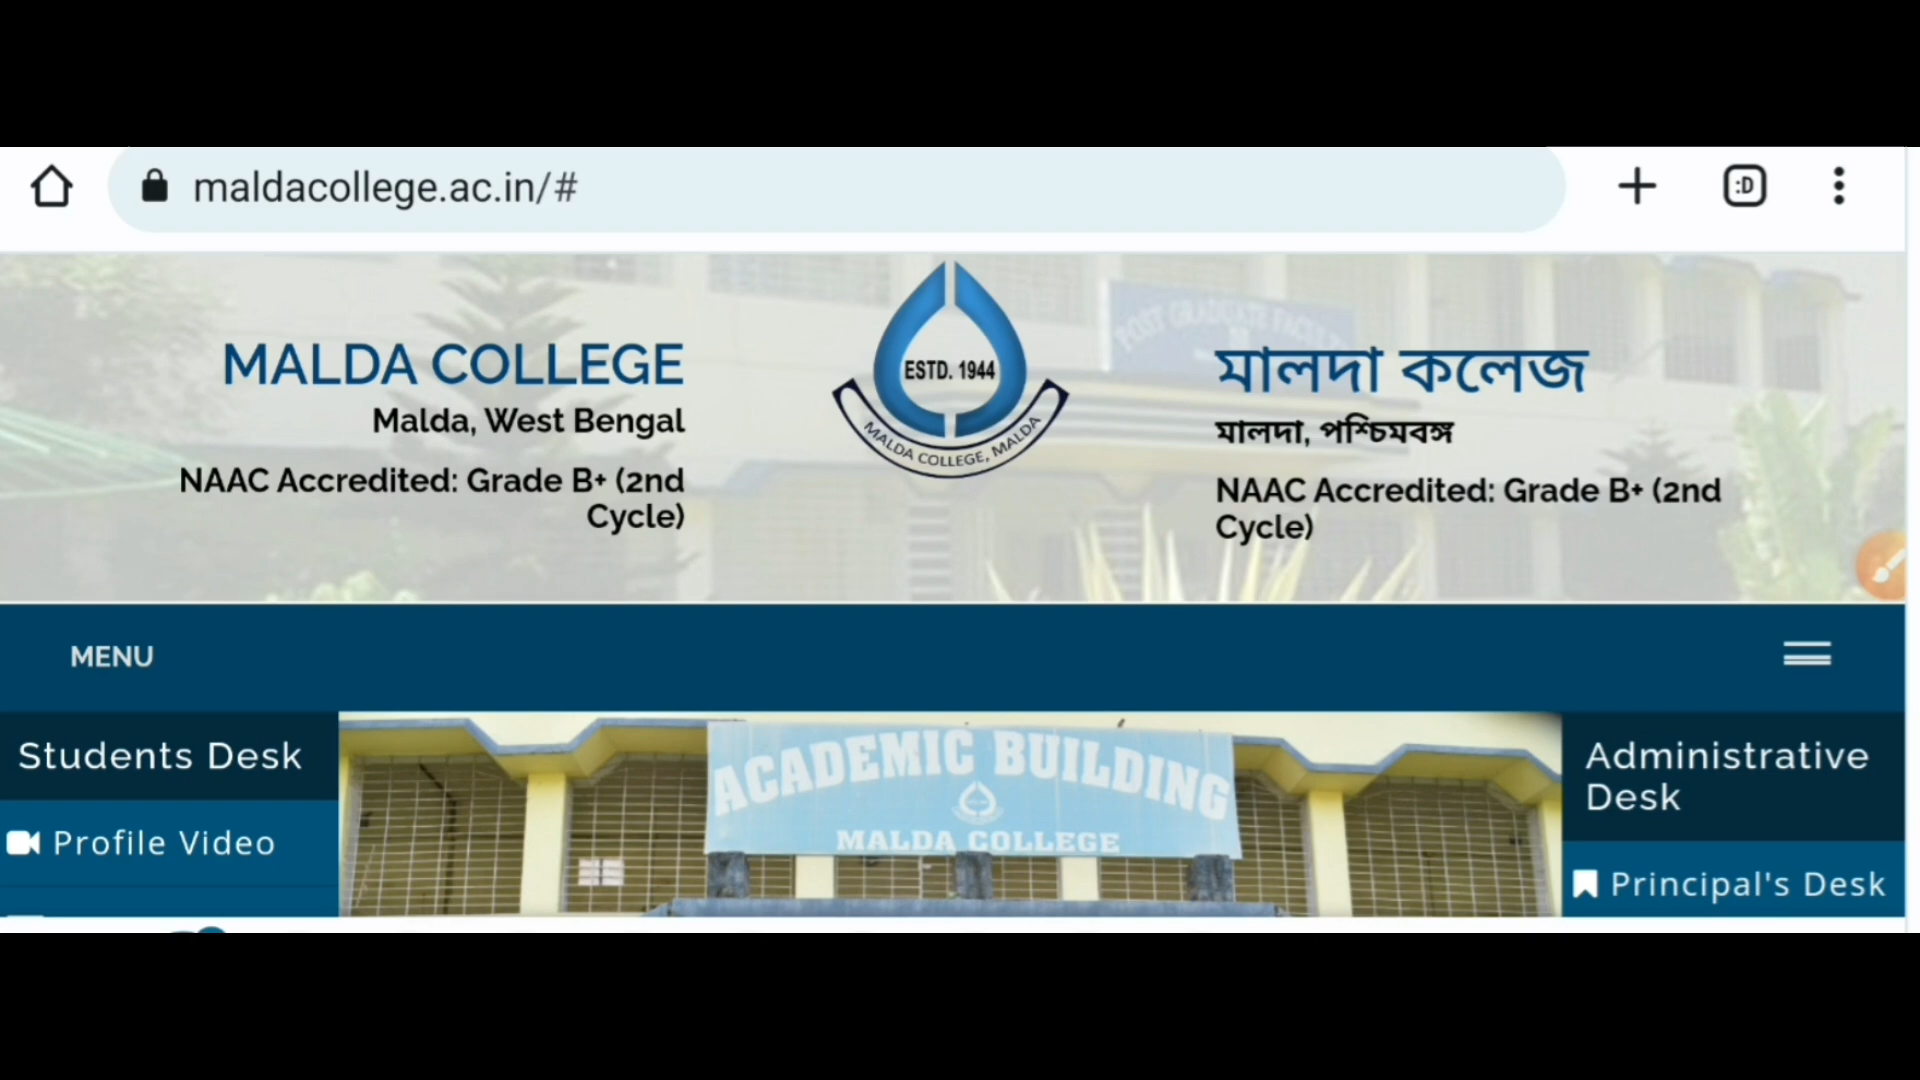 maldacollege.ac.in/#
:D
MALDA COLLEGE
Malda, West Bengal
NAAC Accredited: Grade B+ (2nd
Cycle)
ESTD. 1944
MALDA COLLEGE, MALDA
POST GRADUATE
মালদা কলেজ
মালদা, পশ্চিমবঙ্গ
NAAC Accredited: Grade B+ (2nd
Cycle)
MENU
Students Desk
Profile Video
ACADEMIC BUILDING
MALDA COLLEGE
Administrative
Desk
Principal's Desk